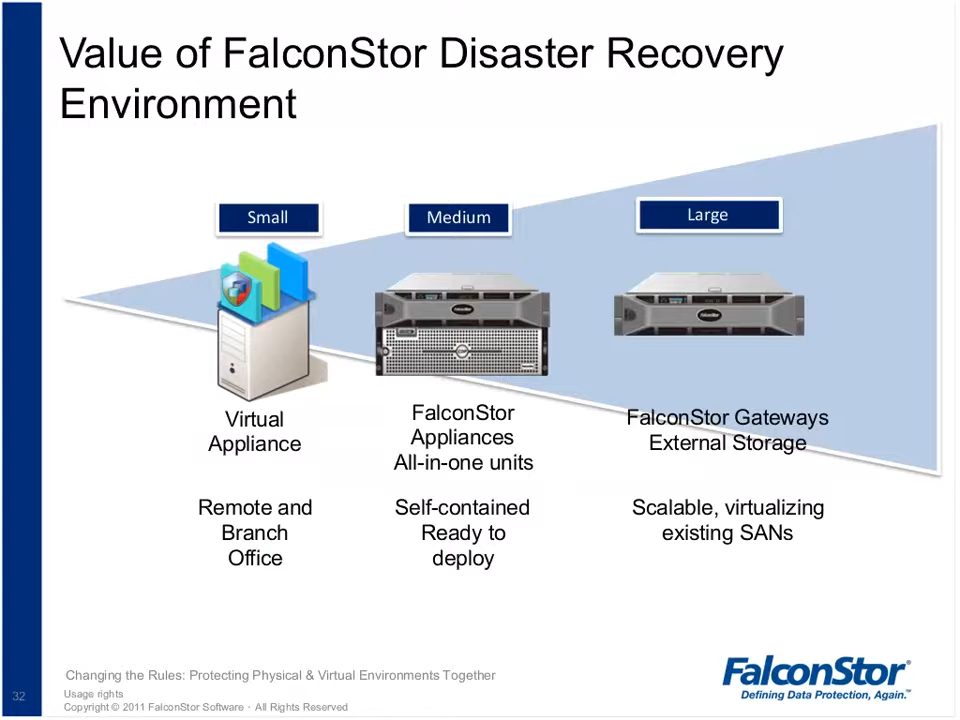 Value of FalconStor Disaster Recovery
Environment
Small
Medium
Large
Virtual
Appliance
FalconStor
Appliances
All-in-one units
FalconStor Gateways
External Storage
Remote and
Branch
Office
Self-contained
Ready to
deploy
Scalable, virtualizing
existing SANs
Changing the Rules: Protecting Physical & Virtual Environments Together
32
Usage rights
Copyright © 2011 FalconStor Software · All Rights Reserved
FalconStor®
Defining Data Protection, Again.™